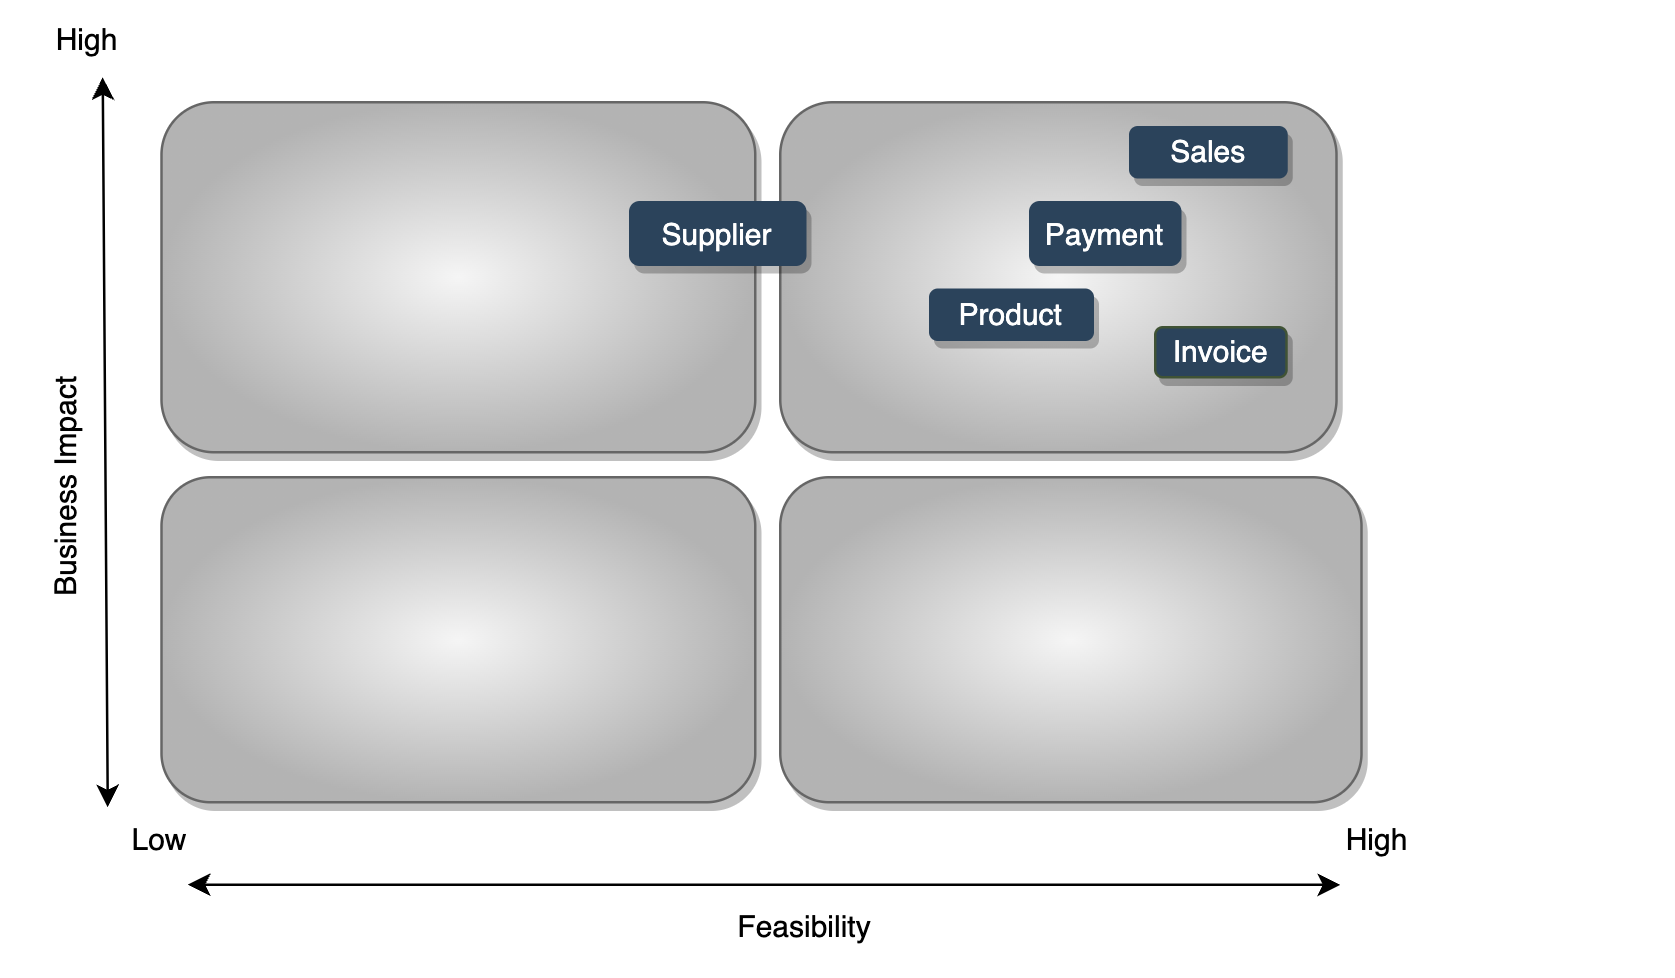 High
Sales
Supplier
Payment
Product
Invoice
Business Impact
Low
High
Feasibility